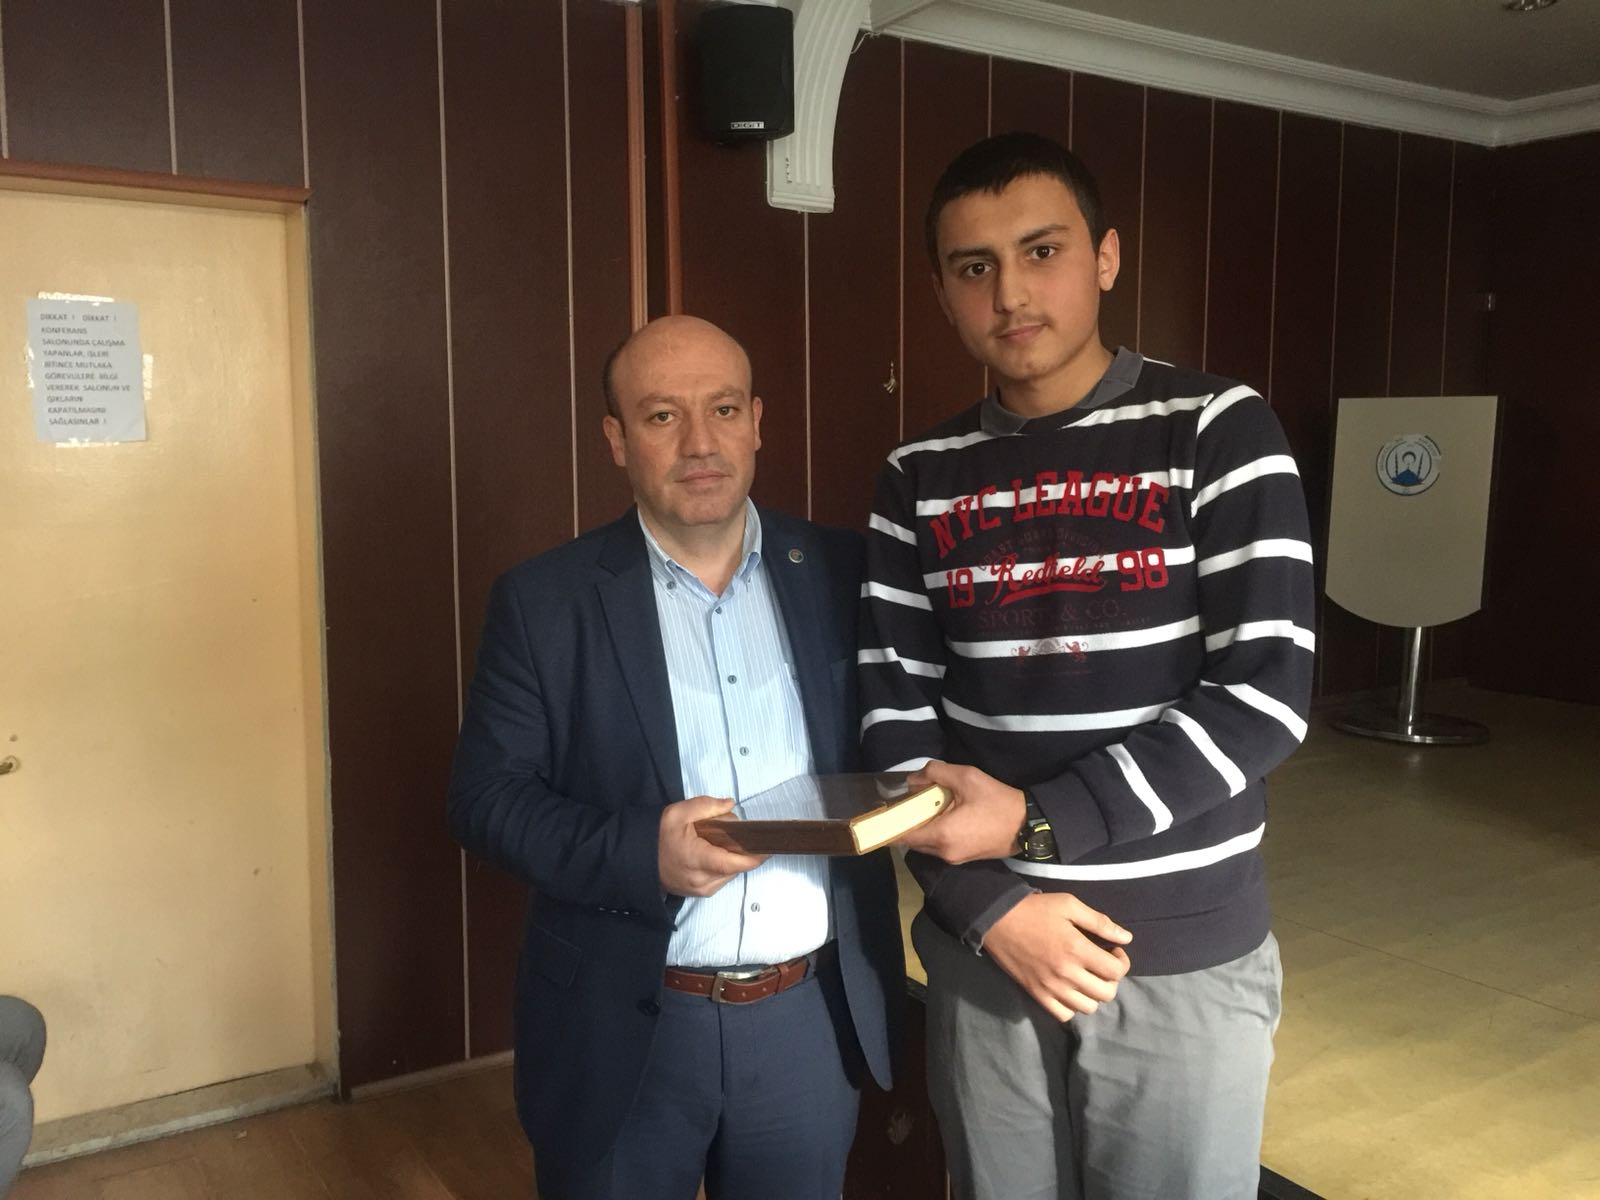 DİKKAT ! DİKKAT !
KONFERANS
SALONUNDA ÇALIŞMA
YAPANLAR, İŞLERİ
BİTİNCE MUTLAKA
GÖREVLİLERE BİLGİ
VEREREK SALONUN VE
IŞIKLARIN
KAPATILMASINI
SAĞLASINLAR !
DIGIT
NYC LEAGUE
19 Redfield 98
SPORTS & CO.